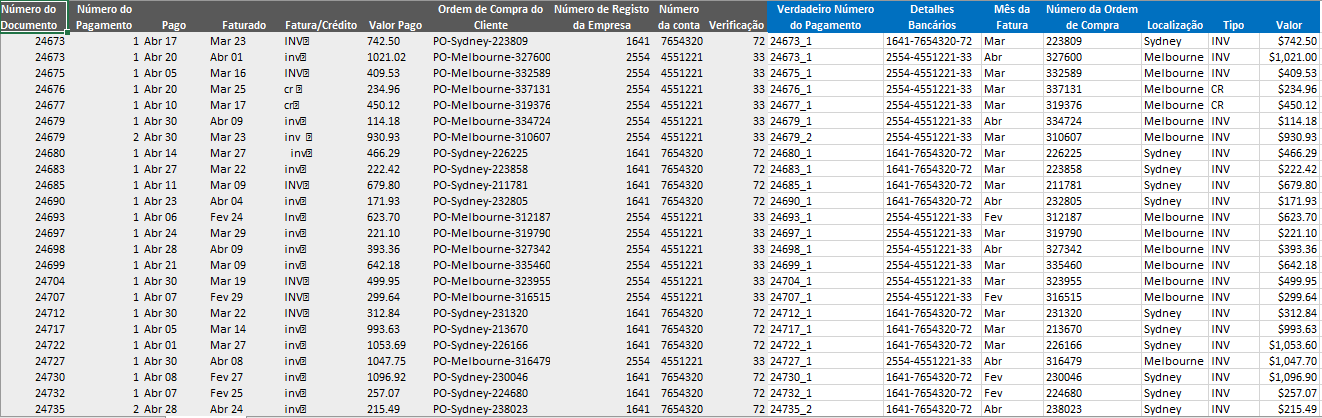 Número do Documento Número do Pagamento Pago Faturado Fatura/Crédito Valor Pago Ordem de Compra do Cliente Número de Registo da Empresa Número da conta Verificação Verdadeiro Número do Pagamento Detalhes Bancários Mês da Fatura Número da Ordem de Compra Localização Tipo Valor
24673 1 Abr 17 Mar 23 INV 742.50 PO-Sydney-223809 1641 7654320 72 24673_1 1641-7654320-72 Mar 223809 Sydney INV $742.50
24673 1 Abr 20 Abr 01 inv 1021.02 PO-Melbourne-327600 2554 4551221 33 24673_1 2554-4551221-33 Abr 327600 Melbourne INV $1,021.00
24675 1 Abr 05 Mar 16 INV 409.53 PO-Melbourne-332589 2554 4551221 33 24675_1 2554-4551221-33 Mar 332589 Melbourne INV $409.53
24676 1 Abr 20 Mar 25 cr 234.96 PO-Melbourne-337131 2554 4551221 33 24676_1 2554-4551221-33 Mar 337131 Melbourne CR $234.96
24677 1 Abr 10 Mar 17 cr 450.12 PO-Melbourne-319376 2554 4551221 33 24677_1 2554-4551221-33 Mar 319376 Melbourne CR $450.12
24679 1 Abr 30 Abr 09 inv 114.18 PO-Melbourne-334724 2554 4551221 33 24679_1 2554-4551221-33 Abr 334724 Melbourne INV $114.18
24679 2 Abr 30 Mar 23 inv 930.93 PO-Melbourne-310607 2554 4551221 33 24679_2 2554-4551221-33 Mar 310607 Melbourne INV $930.93
24680 1 Abr 14 Mar 27 inv 466.29 PO-Sydney-226225 1641 7654320 72 24680_1 1641-7654320-72 Mar 226225 Sydney INV $466.29
24683 1 Abr 27 Mar 22 inv 222.42 PO-Sydney-223858 1641 7654320 72 24683_1 1641-7654320-72 Mar 223858 Sydney INV $222.42
24685 1 Abr 11 Mar 09 INV 679.80 PO-Sydney-211781 1641 7654320 72 24685_1 1641-7654320-72 Mar 211781 Sydney INV $679.80
24690 1 Abr 23 Abr 04 inv 171.93 PO-Sydney-232805 1641 7654320 72 24690_1 1641-7654320-72 Abr 232805 Sydney INV $171.93
24693 1 Abr 06 Fev 24 Inv 623.70 PO-Melbourne-312187 2554 4551221 33 24693_1 2554-4551221-33 Fev 312187 Melbourne INV $623.70
24697 1 Abr 24 Mar 29 inv 221.10 PO-Melbourne-319790 2554 4551221 33 24697_1 2554-4551221-33 Mar 319790 Melbourne INV $221.10
24698 1 Abr 28 Abr 09 inv 393.36 PO-Melbourne-327342 2554 4551221 33 24698_1 2554-4551221-33 Abr 327342 Melbourne INV $393.36
24699 1 Abr 21 Mar 09 inv 642.18 PO-Melbourne-335460 2554 4551221 33 24699_1 2554-4551221-33 Mar 335460 Melbourne INV $642.18
24704 1 Abr 30 Mar 19 INV 499.95 PO-Melbourne-323955 2554 4551221 33 24704_1 2554-4551221-33 Mar 323955 Melbourne INV $499.95
24707 1 Abr 07 Fev 29 INV 299.64 PO-Melbourne-316515 2554 4551221 33 24707_1 2554-4551221-33 Fev 316515 Melbourne INV $299.64
24712 1 Abr 30 Mar 22 INV 312.84 PO-Sydney-231320 1641 7654320 72 24712_1 1641-7654320-72 Mar 231320 Sydney INV $312.84
24717 1 Abr 05 Mar 14 inv 993.63 PO-Sydney-213670 1641 7654320 72 24717_1 1641-7654320-72 Mar 213670 Sydney INV $993.63
24722 1 Abr 01 Mar 27 inv 1053.69 PO-Sydney-226166 1641 7654320 72 24722_1 1641-7654320-72 Mar 226166 Sydney INV $1,053.60
24727 1 Abr 30 Abr 08 inv 1047.75 PO-Melbourne-316479 2554 4551221 33 24727_1 2554-4551221-33 Abr 316479 Melbourne INV $1,047.70
24730 1 Abr 08 Fev 27 inv 1096.92 PO-Sydney-230046 1641 7654320 72 24730_1 1641-7654320-72 Fev 230046 Sydney INV $1,096.90
24732 1 Abr 07 Fev 25 inv 257.07 PO-Sydney-224680 1641 7654320 72 24732_1 1641-7654320-72 Fev 224680 Sydney INV $257.07
24735 2 Abr 28 Abr 24 inv 215.49 PO-Sydney-238023 1641 7654320 72 24735_2 1641-7654320-72 Abr 238023 Sydney INV $215.49